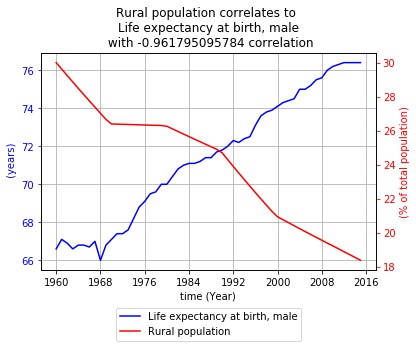 Rural population correlates to
Life expectancy at birth, male
with -0.961795095784 correlation
76
74
72
70
68
66
(years)
30
28
26
24
22
20
18
(% of total population)
1960 1968 1976 1984 1992 2000 2008 2016
time (Year)
Life expectancy at birth, male
Rural population